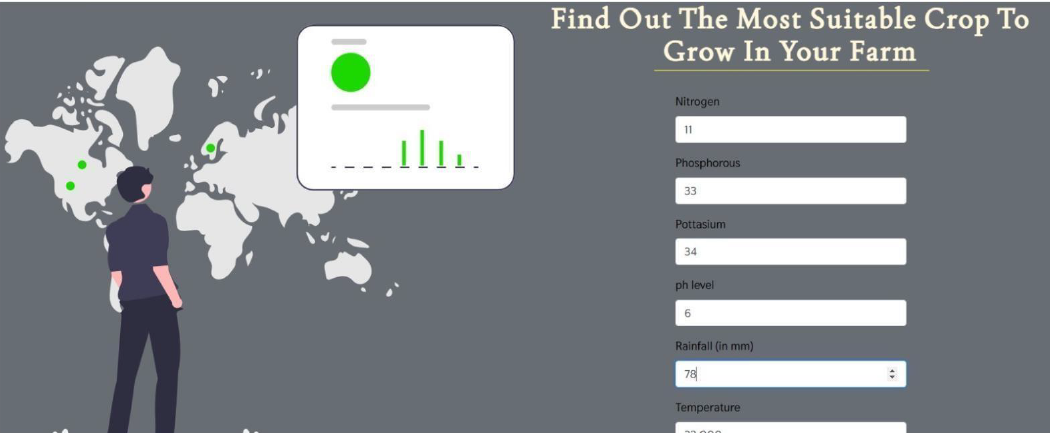 Find Out The Most Suitable Crop To
Grow In Your Farm
Nitrogen
11
Phosphorous
33
Pottasium
34
ph level
6
Rainfall (in mm)
78
Temperature